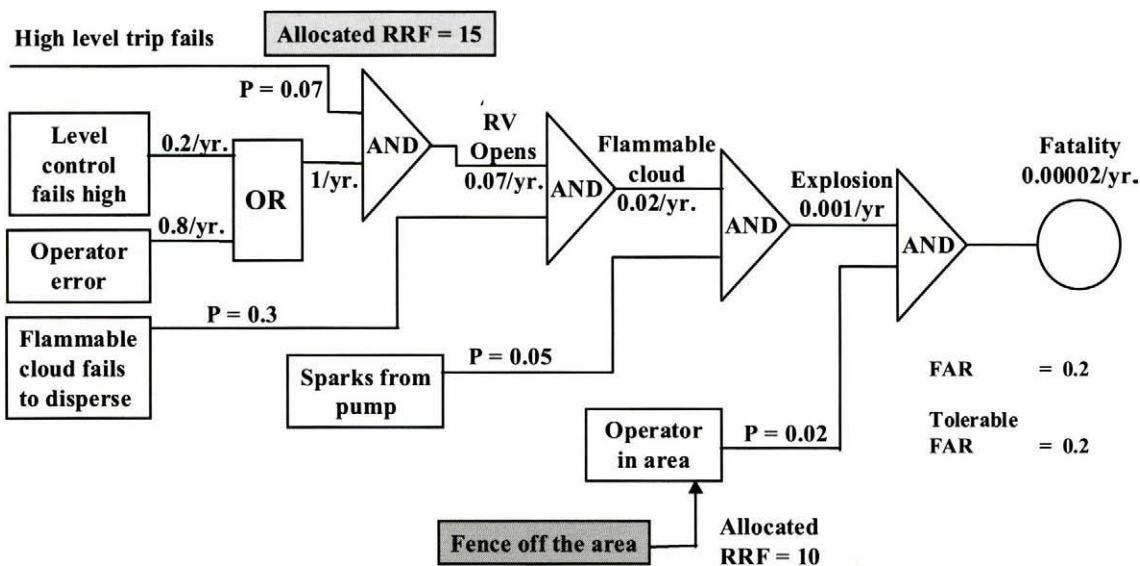 High level trip fails
Allocated RRF = 15
P = 0.07
Level
control
fails high
0.2/yr.
OR
1/yr.
AND
RV
Opens
0.07/yr.
Operator
error
0.8/yr.
AND
Flammable
cloud
0.02/yr.
Flammable
cloud fails
to disperse
P = 0.3
Sparks from
pump
P = 0.05
AND
Explosion
0.001/yr
Operator
in area
P = 0.02
AND
Fatality
0.00002/yr.
FAR = 0.2
Tolerable
FAR = 0.2
Fence off the area
Allocated
RRF = 10